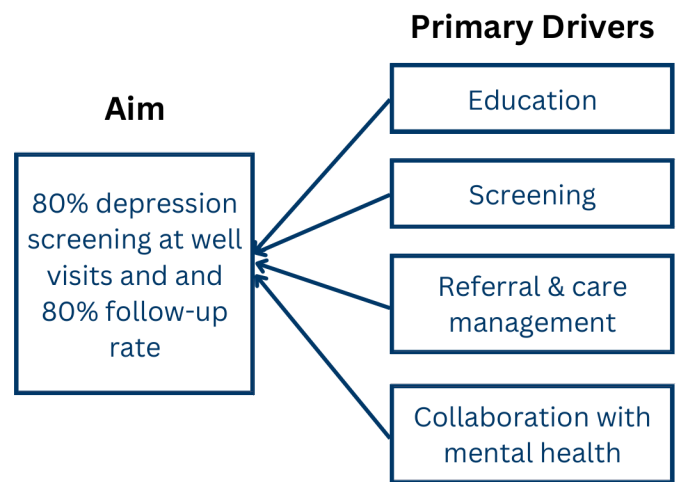 Primary Drivers
Aim
80% depression
screening at well
visits and and
80% follow-up
rate
Education
Screening
Referral & care
management
Collaboration with
mental health